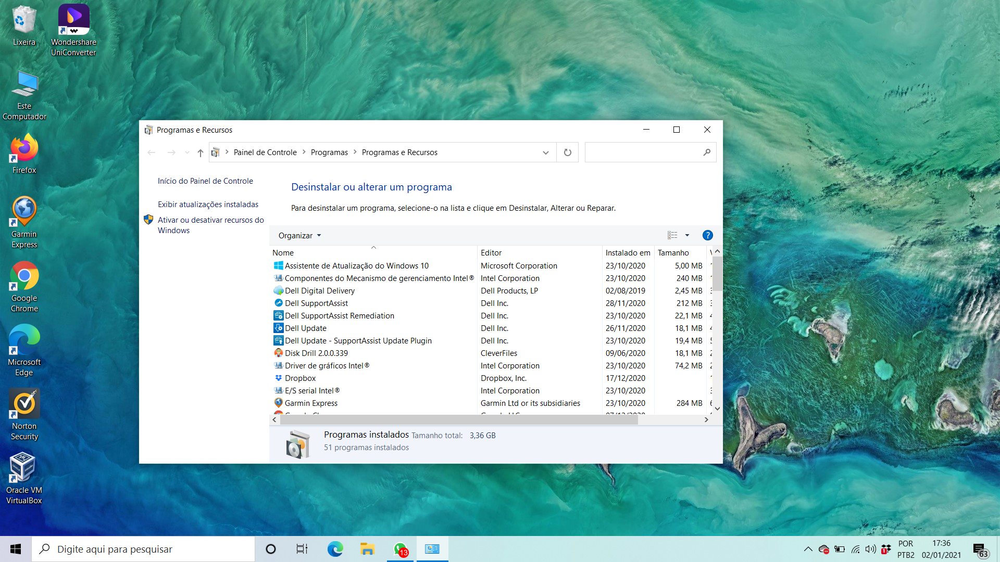 Lixeira
Wondershare
UniConverter
Este
Computador
Firefox
Garmin
Express
Google
Chrome
Microsoft
Edge
Norton
Security
Oracle VM
VirtualBox
Programas e Recursos
Painel de Controle > Programas > Programas e Recursos
Início do Painel de Controle
Exibir atualizações instaladas
Ativar ou desativar recursos do
Windows
Desinstalar ou alterar um programa
Para desinstalar um programa, selecione-o na lista e clique em Desinstalar, Alterar ou Reparar.
Organizar
Nome Editor Instalado em Tamanho
Assistente de Atualização do Windows 10 Microsoft Corporation 23/10/2020 5,00 MB
Componentes do Mecanismo de gerenciamento Intel® Intel Corporation 23/10/2020 240 MB
Dell Digital Delivery Dell Products, LP 02/08/2019 2,45 MB
Dell SupportAssist Dell Inc. 28/11/2020 212 MB
Dell SupportAssist Remediation Dell Inc. 23/10/2020 22,1 MB
Dell Update Dell Inc. 26/11/2020 18,1 MB
Dell Update - SupportAssist Update Plugin Dell Inc. 23/10/2020 19,4 MB
Disk Drill 2.0.0.339 CleverFiles 09/06/2020 18,1 MB
Driver de gráficos Intel® Intel Corporation 23/10/2020 74,2 MB
Dropbox Dropbox, Inc. 17/12/2020
E/S serial Intel® Intel Corporation 23/10/2020
Garmin Express Garmin Ltd or its subsidiaries 23/10/2020 284 MB
Programas instalados Tamanho total: 3,36 GB
51 programas instalados
Digite aqui para pesquisar
13
1
POR
PTB2
17:36
02/01/2021
63